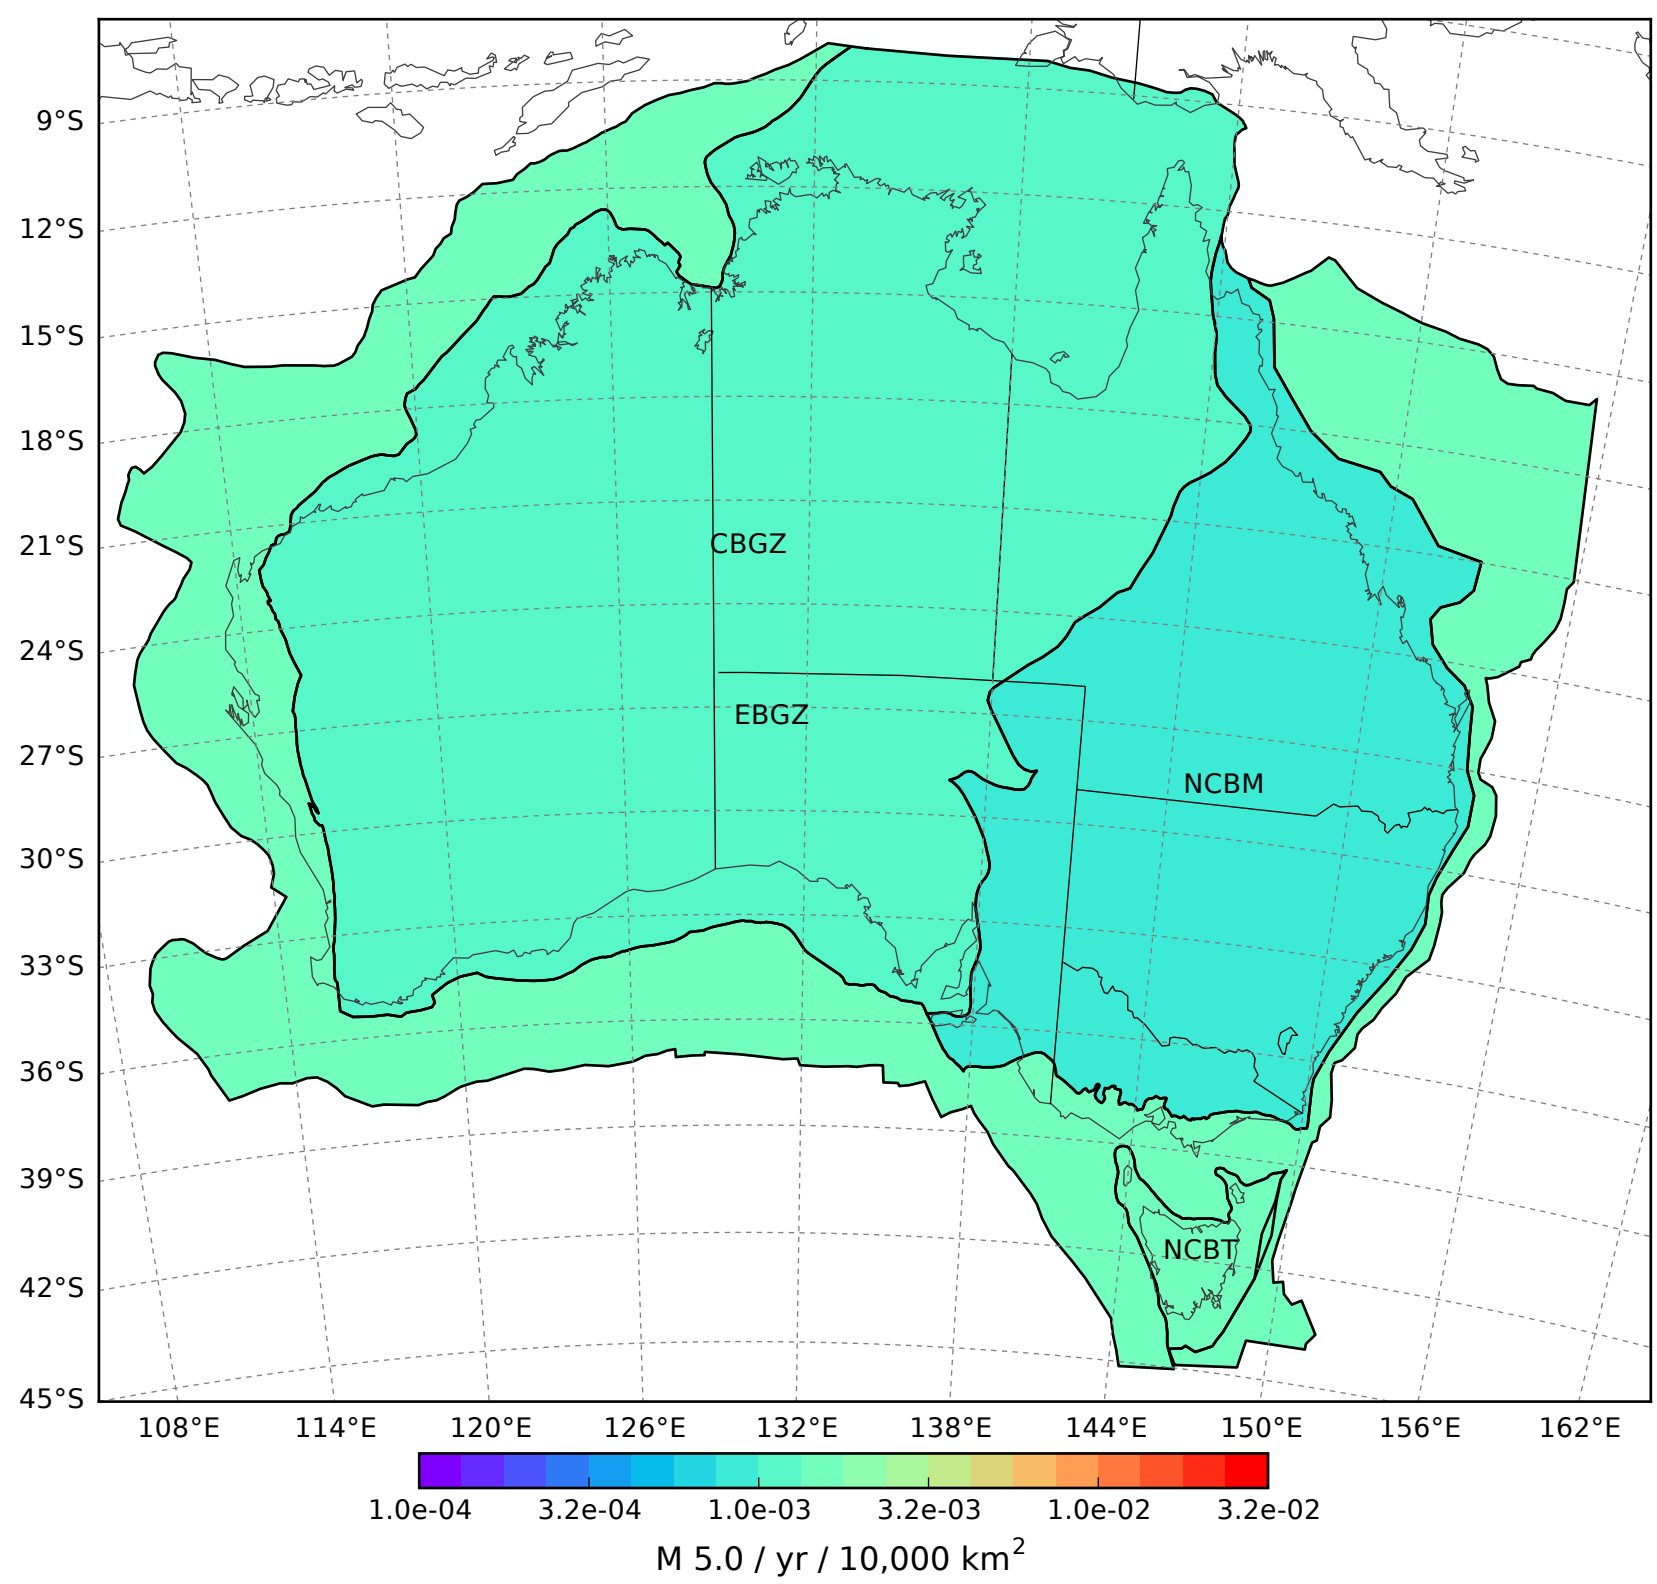 9°S
12°S
15°S
18°S
21°S
24°S
27°S
30°S
33°S
36°S
39°S
42°S
45°S
CBGZ
EBGZ
NCBM
NCBT
108°E 114°E 120°E 126°E 132°E 138°E 144°E 150°E 156°E 162°E
1.0e-04 3.2e-04 1.0e-03 3.2e-03 1.0e-02 3.2e-02
M 5.0 / yr / 10,000 km²